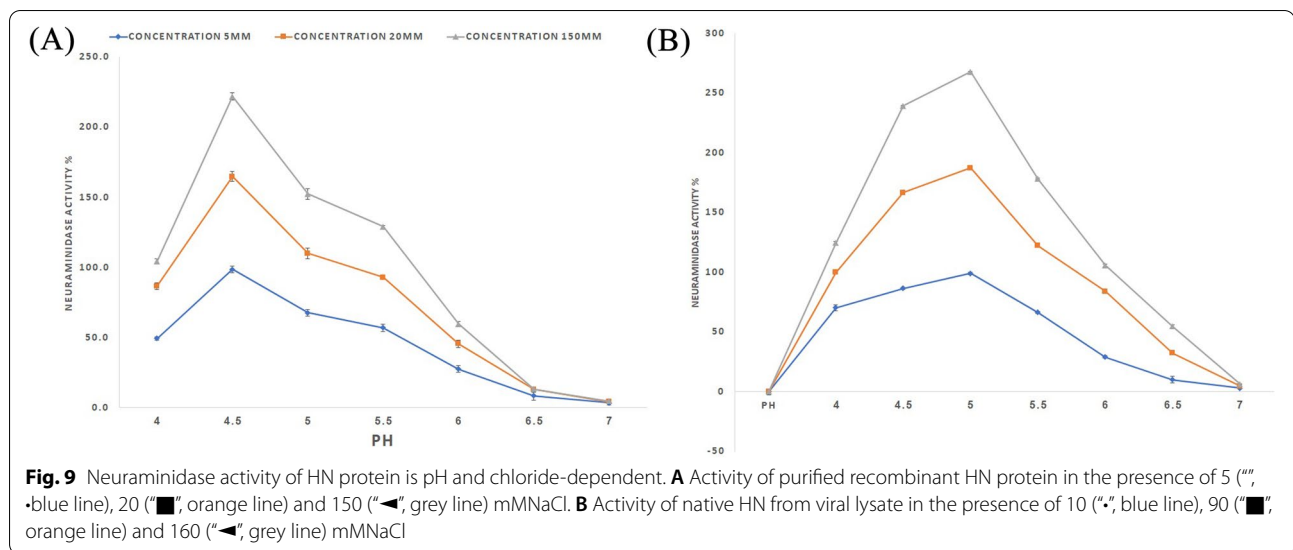 (A)
CONCENTRATION 5MM CONCENTRATION 20MM CONCENTRATION 150MM
NEURAMINIDASE ACTIVITY %
250.0
200.0
150.0
100.0
50.0
0.0
4 4.5 5 5.5 6 6.5 7
PH
(B)
NEURAMINIDASE ACTIVITY %
300
250
200
150
100
50
0
-50
PH 4 4.5 5 5.5 6 6.5 7
Fig. 9 Neuraminidase activity of HN protein is pH and chloride-dependent. A Activity of purified recombinant HN protein in the presence of 5 (“”,
•blue line), 20 (“■”, orange line) and 150 (“◄”, grey line) mMNaCl. B Activity of native HN from viral lysate in the presence of 10 (“•”, blue line), 90 (“■”,
orange line) and 160 (“◄”, grey line) mMNaCl